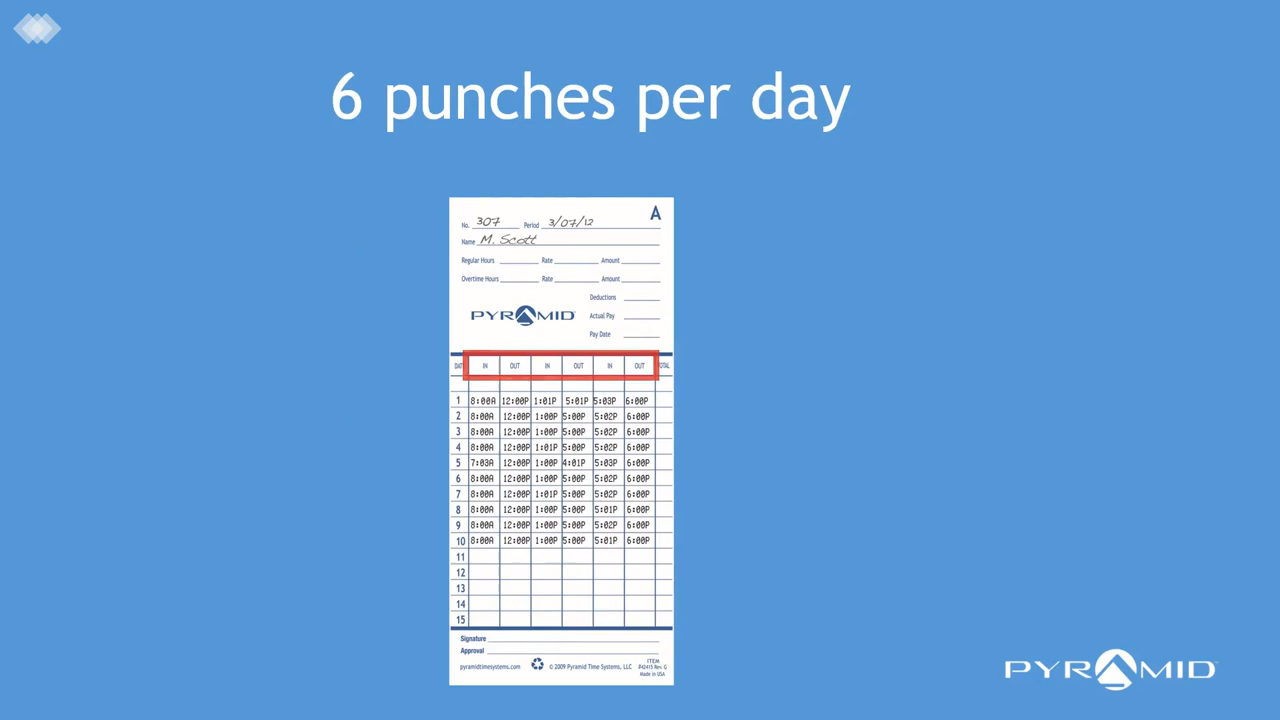 6 punches per day
A
No. 307 Period 3/07/12
Name M. Scott
Regular Hours Rate Amount
Overtime Hours Rate Amount
Deductions
PYRAMID Actual Pay
Pay Date
IN OUT IN OUT IN OUT
1 8:00A 12:00P 1:01P 5:01P 5:03P 6:00P
2 8:00A 12:00P 1:00P 5:00P 5:02P 6:00P
3 8:00A 12:00P 1:00P 5:00P 5:02P 6:00P
4 8:00A 12:00P 1:01P 5:00P 5:02P 6:00P
5 7:03A 12:00P 1:00P 4:01P 5:03P 6:00P
6 8:00A 12:00P 1:00P 5:00P 5:02P 6:00P
7 8:00A 12:00P 1:01P 5:00P 5:02P 6:00P
8 8:00A 12:00P 1:00P 5:00P 5:01P 6:00P
9 8:00A 12:00P 1:00P 5:00P 5:02P 6:00P
10 8:00A 12:00P 1:00P 5:00P 5:01P 6:00P
11
12
13
14
15
Signature
Approval
pyramidtimesystems.com © 2009 Pyramid Time Systems, LLC
ITEM
P42415 Rev. G
Made in USA
PYRAMID